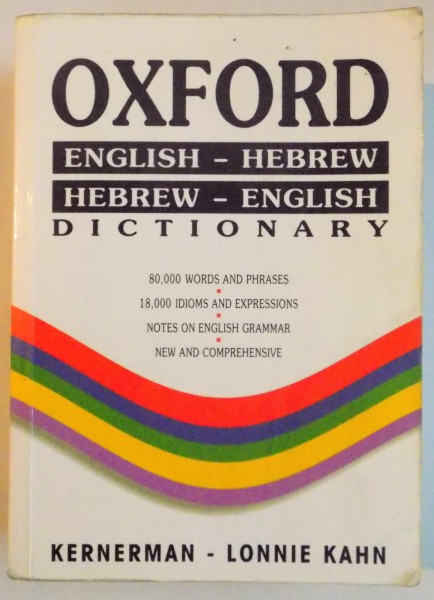 OXFORD
ENGLISH – HEBREW
HEBREW – ENGLISH
DICTIONARY
80,000 WORDS AND PHRASES
18,000 IDIOMS AND EXPRESSIONS
NOTES ON ENGLISH GRAMMAR
NEW AND COMPREHENSIVE
KERNERMAN - LONNIE KAHN